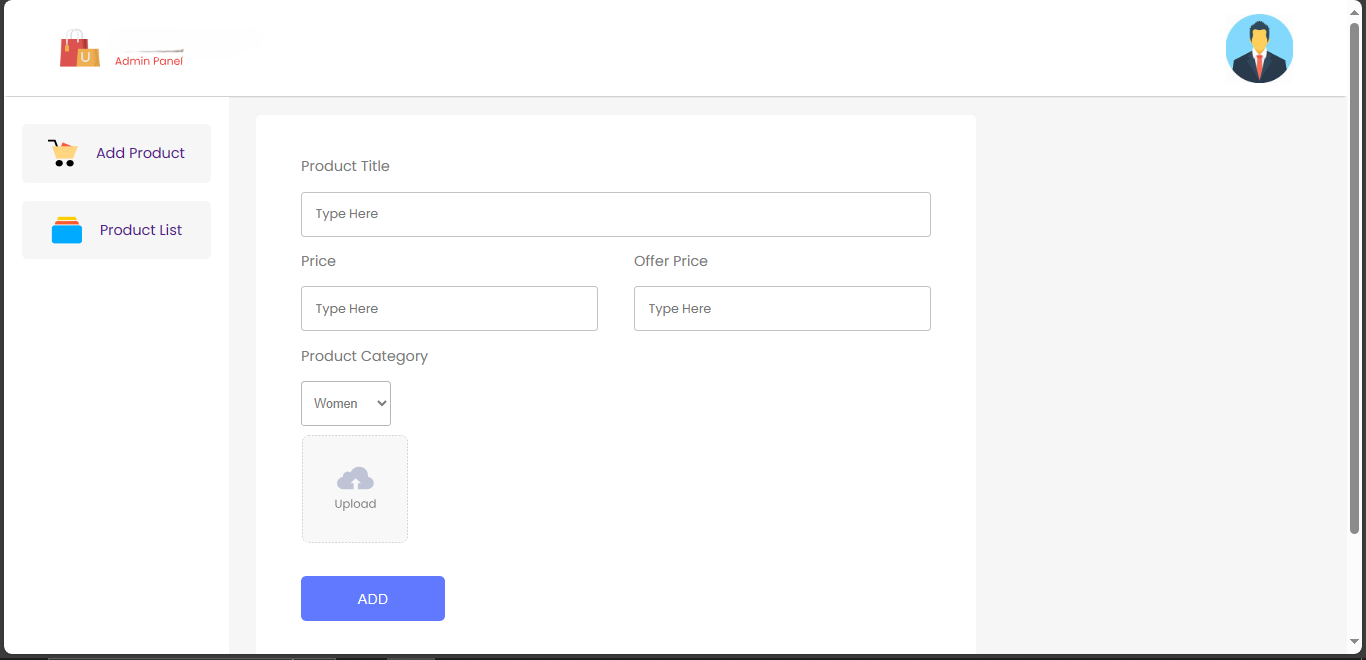 U
Admin Panel
Add Product
Product List
Product Title
Type Here
Price
Offer Price
Type Here
Type Here
Product Category
Women
Upload
ADD